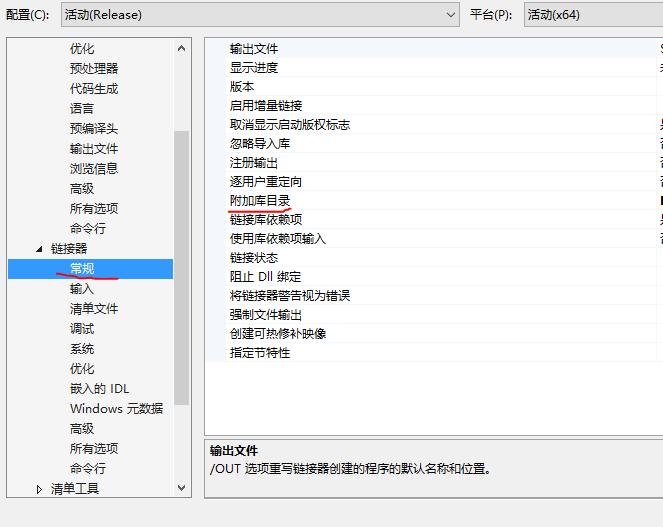 配置(C): 活动(Release) 平台(P): 活动(x64)
优化
预处理器
代码生成
语言
预编译头
输出文件
浏览信息
高级
所有选项
命令行
链接器
常规
输入
清单文件
调试
系统
优化
嵌入的 IDL
Windows 元数据
高级
所有选项
命令行
清单工具
输出文件
显示进度
版本
启用增量链接
取消显示启动版权标志
忽略导入库
注册输出
逐用户重定向
附加库目录
链接库依赖项
使用库依赖项输入
链接状态
阻止 Dll 绑定
将链接器警告视为错误
强制文件输出
创建可热修补映像
指定节特性
输出文件
/OUT 选项重写链接器创建的程序的默认名称和位置。